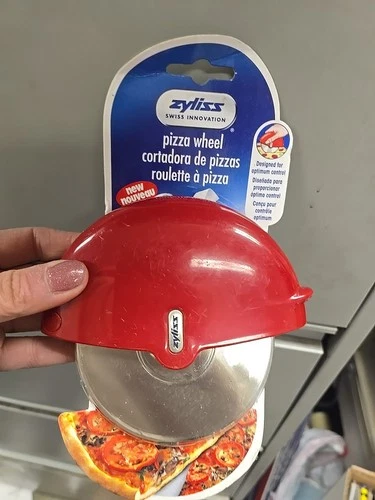 zyliss
SWISS INNOVATION
pizza wheel
cortadora de pizzas
roulette à pizza
Designed for
optimum control
Diseñada para
proporcionar
óptimo control
Conçu pour
contrôle
optimum
new
nouveau
zyliss